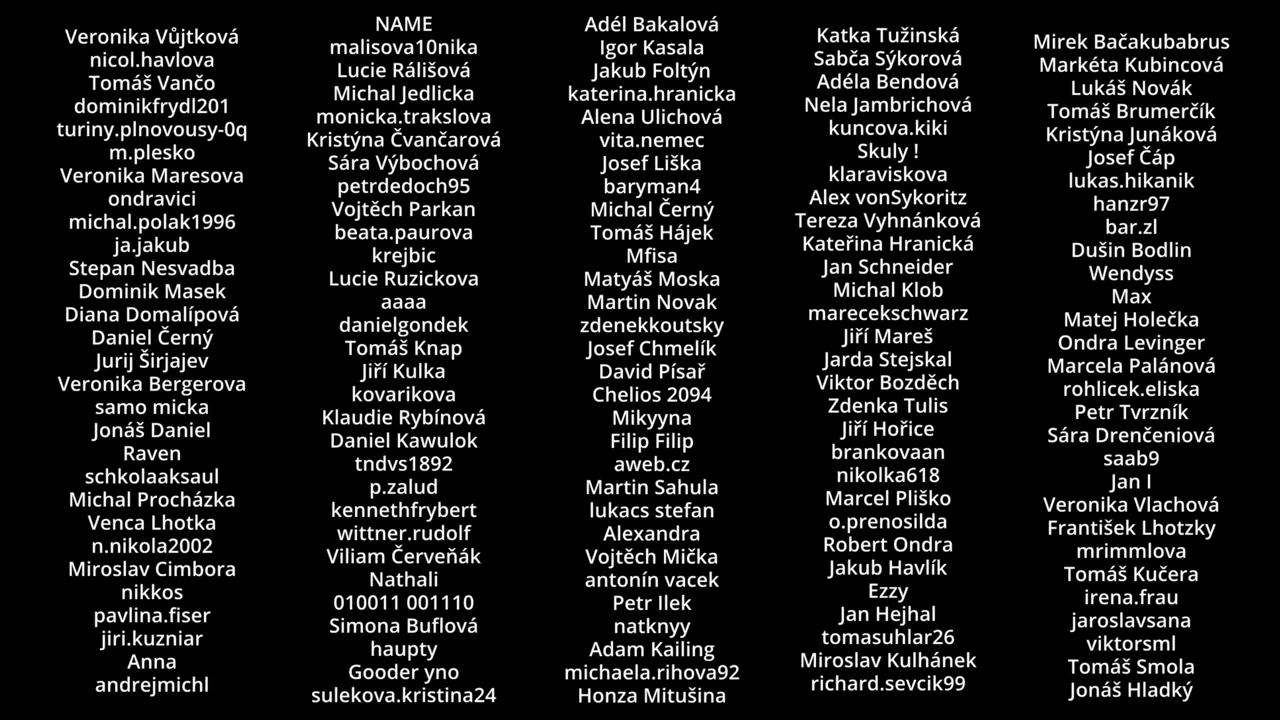 Veronika Vůjtková
nicol.havlova
Tomáš Vančo
dominikfrydl201
turiny.plnovousy-0q
m.plesko
Veronika Maresova
ondravici
michal.polak1996
ja.jakub
Stepan Nesvadba
Dominik Masek
Diana Domalípová
Daniel Černý
Jurij Širjajev
Veronika Bergerova
samo micka
Jonáš Daniel
Raven
schkolaaksaul
Michal Procházka
Venca Lhotka
n.nikola2002
Miroslav Cimbora
nikkos
pavlina.fiser
jiri.kuzniar
Anna
andrejmichl
NAME
malisova10nika
Lucie Rálišová
Michal Jedlicka
monicka.trakslova
Kristýna Čvančarová
Sára Výbochová
petrdedoch95
Vojtěch Parkan
beata.paurova
krejbic
Lucie Ruzickova
aaaa
danielgondek
Tomáš Knap
Jiří Kulka
kovarikova
Klaudie Rybínová
Daniel Kawulok
tndvs1892
p.zalud
kennethfrybert
wittner.rudolf
Viliam Červeňák
Nathali
010011 001110
Simona Buflová
haupty
Gooder yno
sulekova.kristina24
Adél Bakalová
Igor Kasala
Jakub Foltýn
katerina.hranicka
Alena Ulichová
vita.nemec
Josef Liška
baryman4
Michal Černý
Tomáš Hájek
Mfisa
Matyáš Moska
Martin Novak
zdenekkoutsky
Josef Chmelík
David Písař
Chelios 2094
Mikyyna
Filip Filip
aweb.cz
Martin Sahula
lukacs stefan
Alexandra
Vojtěch Mička
antonín vacek
Petr Ilek
natknyy
Adam Kailing
michaela.rihova92
Honza Mitušina
Katka Tužinská
Sabča Sýkorová
Adéla Bendová
Nela Jambrichová
kuncova.kiki
Skuly !
klaraviskova
Alex vonSykoritz
Tereza Vyhnánková
Kateřina Hranická
Jan Schneider
Michal Klob
marecekschwarz
Jiří Mareš
Jarda Stejskal
Viktor Bozděch
Zdenka Tulis
Jiří Hořice
brankovaan
nikolka618
Marcel Pliško
o.prenosilda
Robert Ondra
Jakub Havlík
Ezzy
Jan Hejhal
tomasuhlar26
Miroslav Kulhánek
richard.sevcik99
Mirek Bačakubabrus
Markéta Kubincová
Lukáš Novák
Tomáš Brumerčík
Kristýna Junáková
Josef Čáp
lukas.hikanik
hanzr97
bar.zl
Dušin Bodlin
Wendyss
Max
Matej Holečka
Ondra Levinger
Marcela Palánová
rohlicek.eliska
Petr Tvrzník
Sára Drenčeniová
saab9
Jan I
Veronika Vlachová
František Lhotzky
mrimmlova
Tomáš Kučera
irena.frau
jaroslavsana
viktorsml
Tomáš Smola
Jonáš Hladký